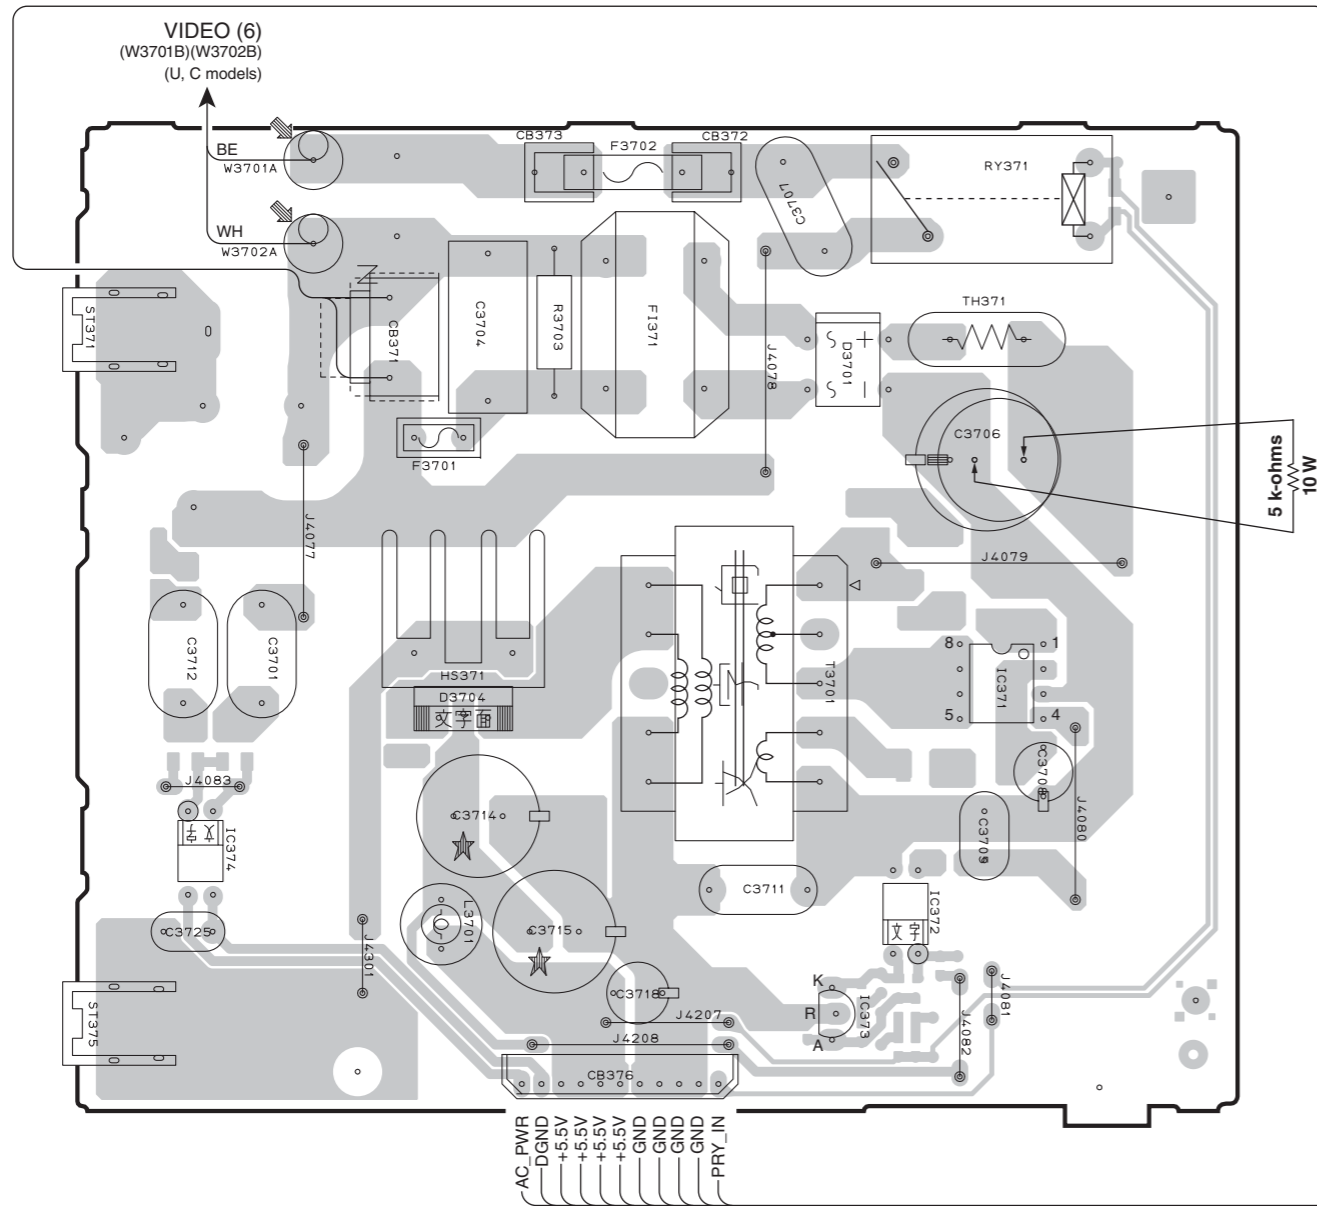 VIDEO (6)
(W3701B)(W3702B)
(U, C models)
BE
W3701A
WH
W3702A
CB373
F3702
CB372
C3707
RY371
ST371
N
CB371
C3704
R3703
FI371
J4078
D3701
TH371
C3706
5 k-ohms
10 W
F3701
J4077
J4079
C3712
C3701
HS371
D3704
文字面
T3701
8
1
IC371
5
4
C3708
J4083
文字
IC374
C3714
C3709
J4080
C3711
IC372
文字
C3725
J4301
L3701
C3715
C3718
K
R
A
IC373
J4081
J4082
ST375
J4207
J4208
CB376
AC_PWR
DGND
+5.5V
+5.5V
+5.5V
+5.5V
GND
GND
GND
GND
PRY_IN